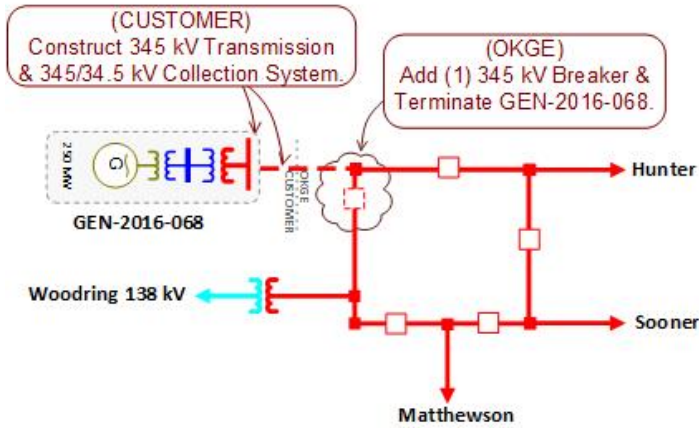 (CUSTOMER)
Construct 345 kV Transmission
& 345/34.5 kV Collection System.
(OKGE)
Add (1) 345 kV Breaker &
Terminate GEN-2016-068.
250 MW
G
OKGE
CUSTOMER
GEN-2016-068
Hunter
Woodring 138 kV
Sooner
Matthewson